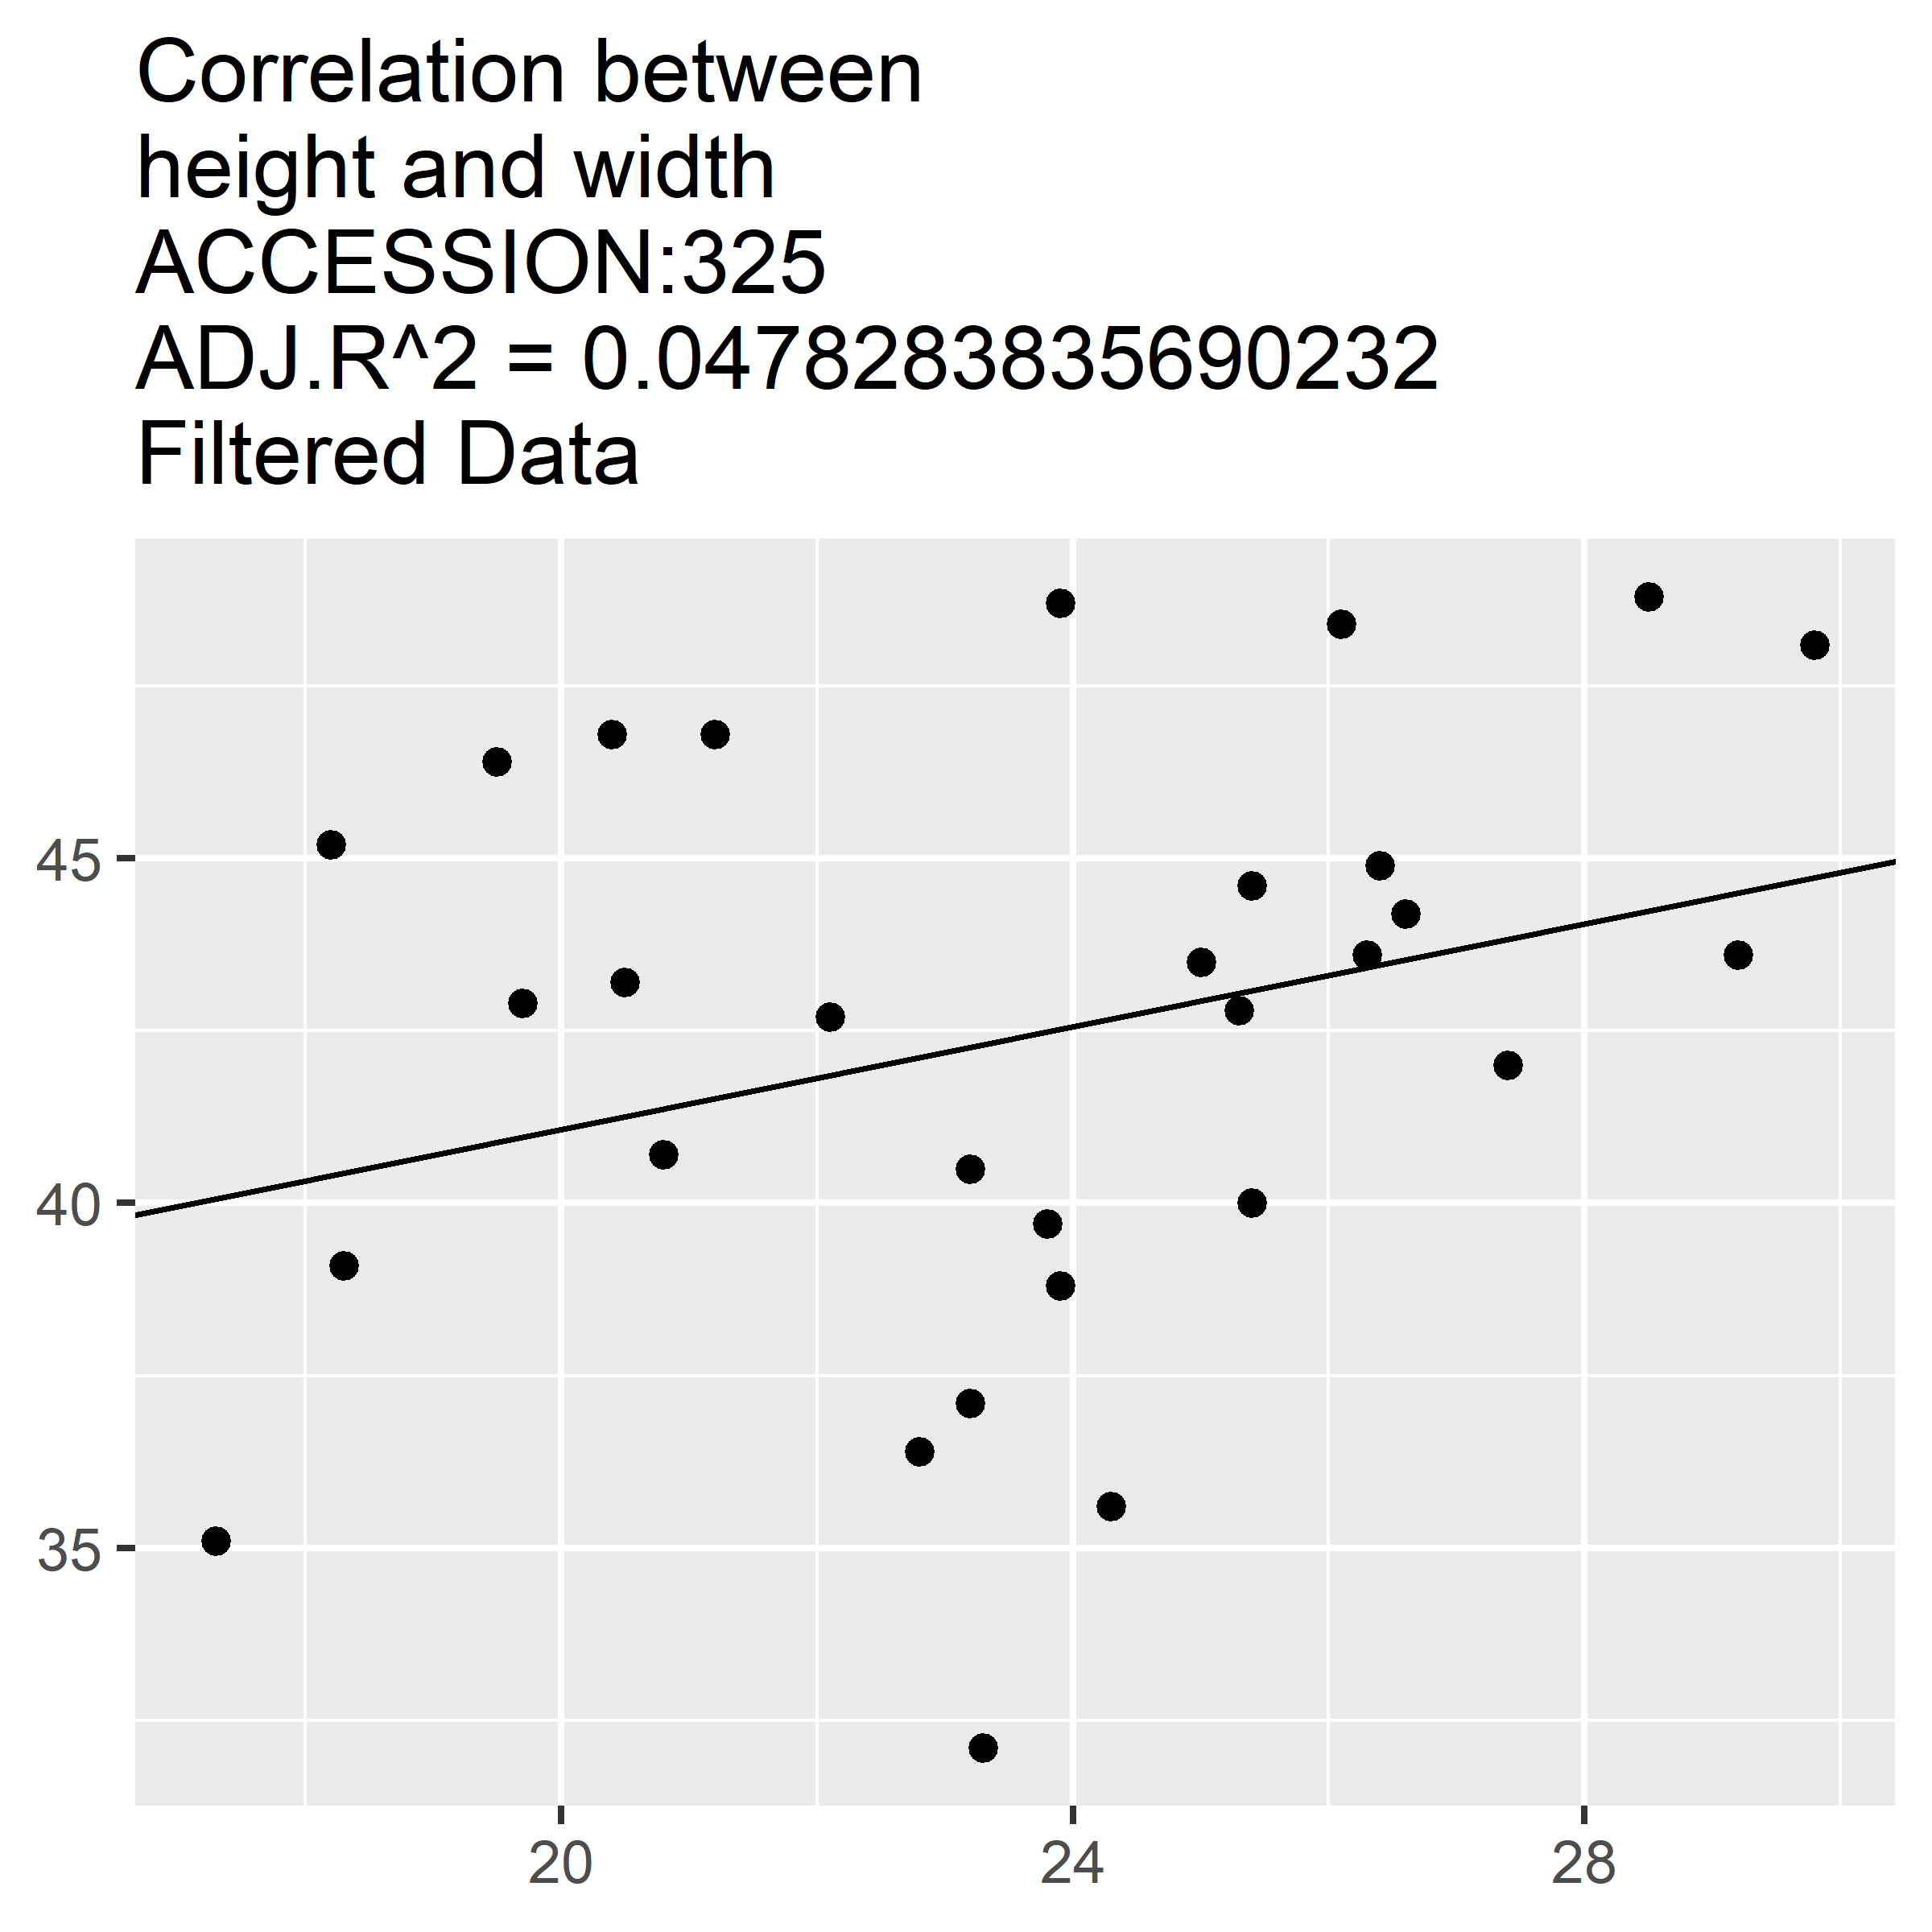 Correlation between
height and width
ACCESSION:325
ADJ.R^2 = 0.0478283835690232
Filtered Data
45
40
35
20 24 28